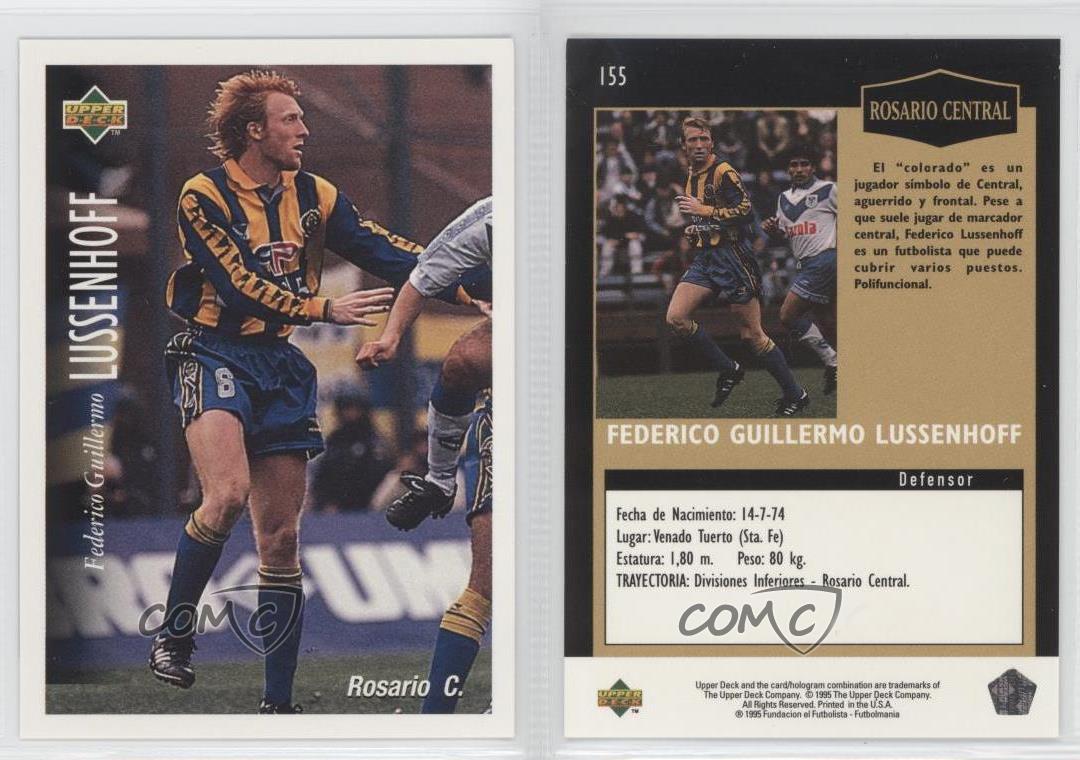 UPPER
DECK
TM
Federico Guillermo LUSSENHOFF
6
Rosario C.
COMC
155
ROSARIO CENTRAL
El "colorado" es un
jugador símbolo de Central,
aguerrido y frontal. Pese a
que suele jugar de marcador
central, Federico Lussenhoff
es un futbolista que puede
cubrir varios puestos.
Polifuncional.
FEDERICO GUILLERMO LUSSENHOFF
Defensor
Fecha de Nacimiento: 14-7-74
Lugar: Venado Tuerto (Sta. Fe)
Estatura: 1,80 m. Peso: 80 kg.
TRAYECTORIA: Divisiones Inferiores - Rosario Central.
COMC
UPPER
DECK
TM
Upper Deck and the card/hologram combination are trademarks of
The Upper Deck Company. © 1995 The Upper Deck Company.
All Rights Reserved. Printed in the U.S.A.
® 1995 Fundacion el Futbolista - Futbolmania